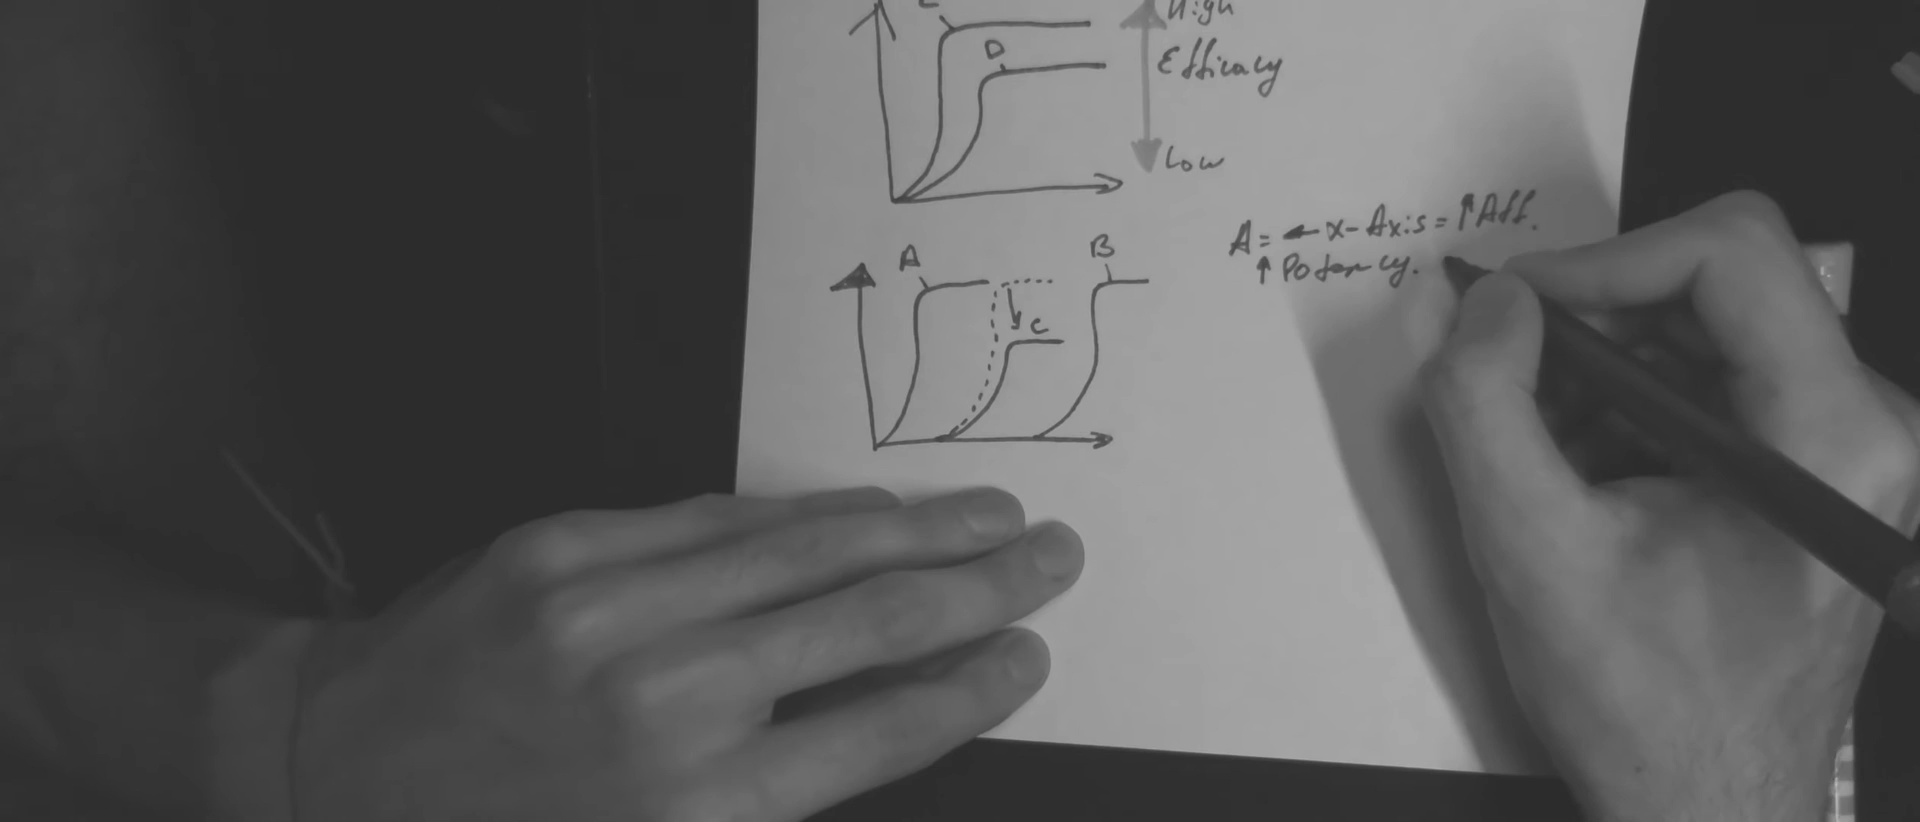 High
D
Efficacy
Low
A = ← x-Axis = ↑ Aff.
↑ Potency.
A
B
C